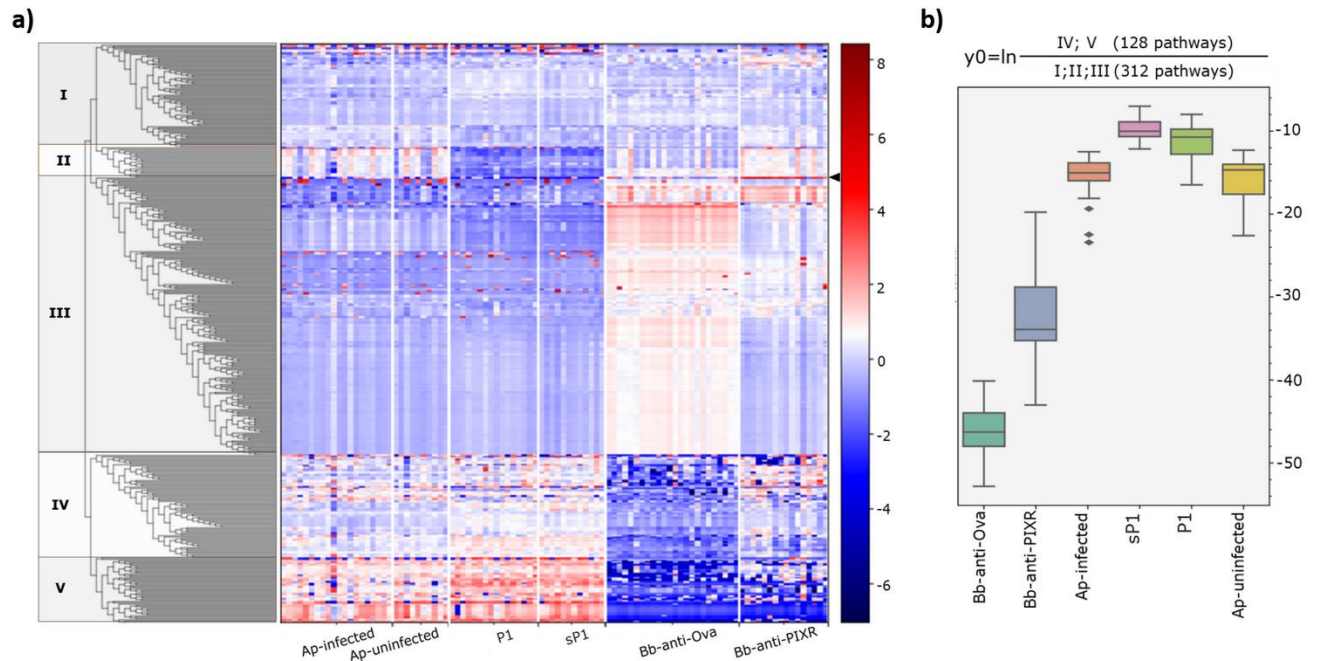 a)
I
II
III
IV
V
8
6
4
2
0
-2
-4
-6
Ap-infected
Ap-uninfected
P1
sP1
Bb-anti-Ova
Bb-anti-PIXR
b)
y0=ln
IV; V (128 pathways)
I;II;III (312 pathways)
-10
-20
-30
-40
-50
Bb-anti-Ova
Bb-anti-PIXR
Ap-infected
sP1
P1
Ap-uninfected